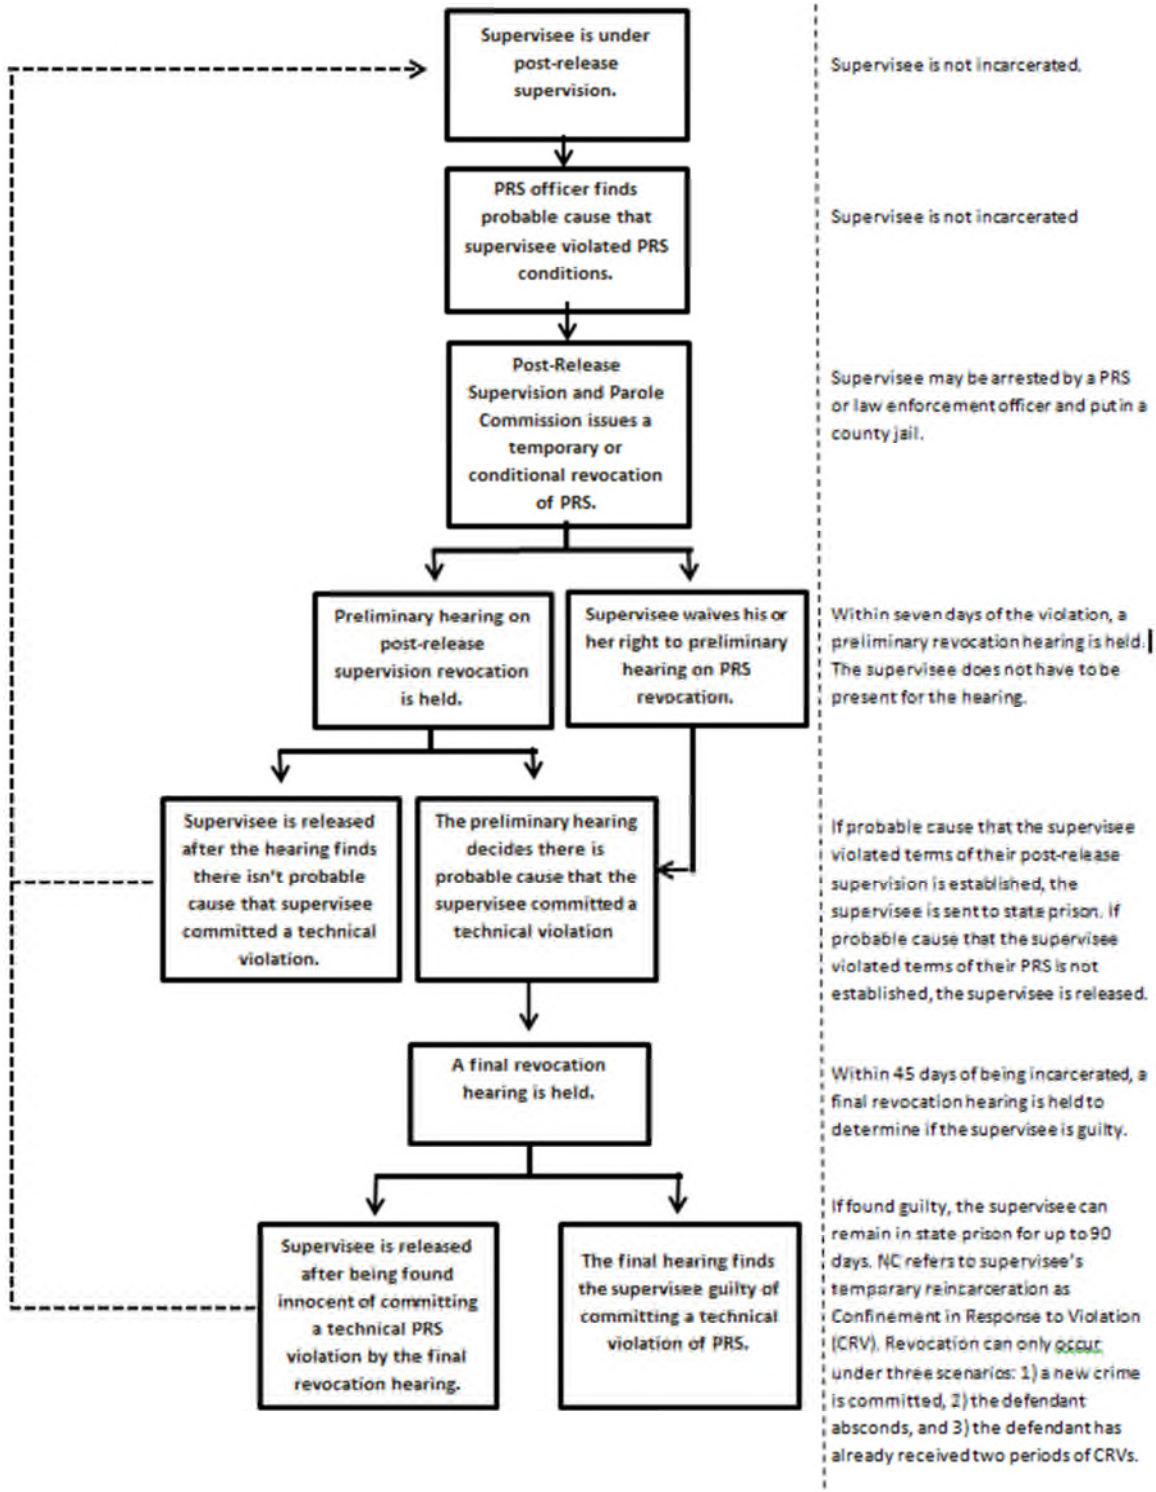 Supervisee is under
post-release
supervision.
Supervisee is not incarcerated.
PRS officer finds
probable cause that
supervisee violated PRS
conditions.
Supervisee is not incarcerated
Post-Release
Supervision and Parole
Commission issues a
temporary or
conditional revocation
of PRS.
Supervisee may be arrested by a PRS
or law enforcement officer and put in a
county jail.
Preliminary hearing on
post-release
supervision revocation
is held.
Supervisee waives his or
her right to preliminary
hearing on PRS
revocation.
Within seven days of the violation, a
preliminary revocation hearing is held.
The supervisee does not have to be
present for the hearing.
Supervisee is released
after the hearing finds
there isn't probable
cause that supervisee
committed a technical
violation.
The preliminary hearing
decides there is
probable cause that the
supervisee committed a
technical violation
If probable cause that the supervisee
violated terms of their post-release
supervision is established, the
supervisee is sent to state prison. If
probable cause that the supervisee
violated terms of their PRS is not
established, the supervisee is released.
A final revocation
hearing is held.
Within 45 days of being incarcerated, a
final revocation hearing is held to
determine if the supervisee is guilty.
Supervisee is released
after being found
innocent of committing
a technical PRS
violation by the final
revocation hearing.
The final hearing finds
the supervisee guilty of
committing a technical
violation of PRS.
If found guilty, the supervisee can
remain in state prison for up to 90
days. NC refers to supervisee's
temporary reincarceration as
Confinement in Response to Violation
(CRV). Revocation can only occur
under three scenarios: 1) a new crime
is committed, 2) the defendant
absconds, and 3) the defendant has
already received two periods of CRVs.